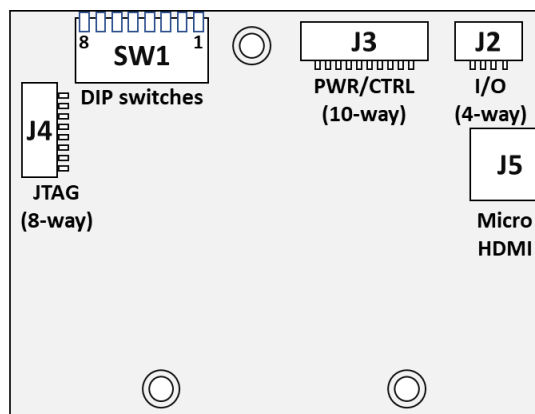 8
1
SW1
DIP switches
J3
PWR/CTRL
(10-way)
J2
I/O
(4-way)
J4
JTAG
(8-way)
J5
Micro
HDMI